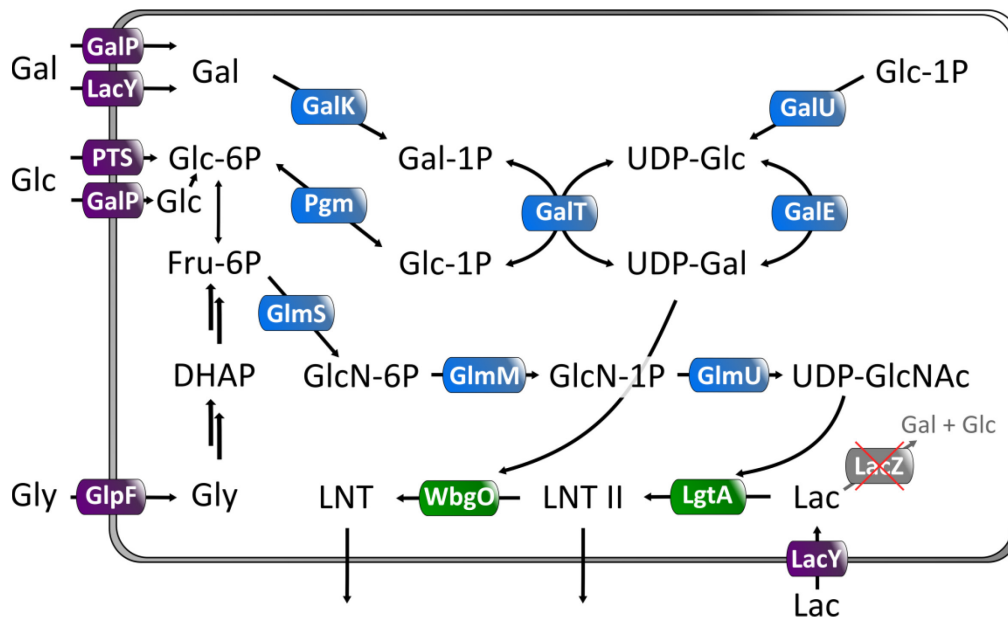 GalP
Gal
Gal
Glc-1P
LacY
GalK
GalU
PTS
Glc-6P
Gal-1P
UDP-Glc
Glc
GalP
Glc
Pgm
GalT
GalE
Fru-6P
Glc-1P
UDP-Gal
GlmS
DHAP
GlcN-6P
GlmM
GlcN-1P
GlmU
UDP-GlcNAc
Gal + Glc
LacZ
Gly
GlpF
Gly
LNT
WbgO
LNT II
LgtA
Lac
LacY
Lac